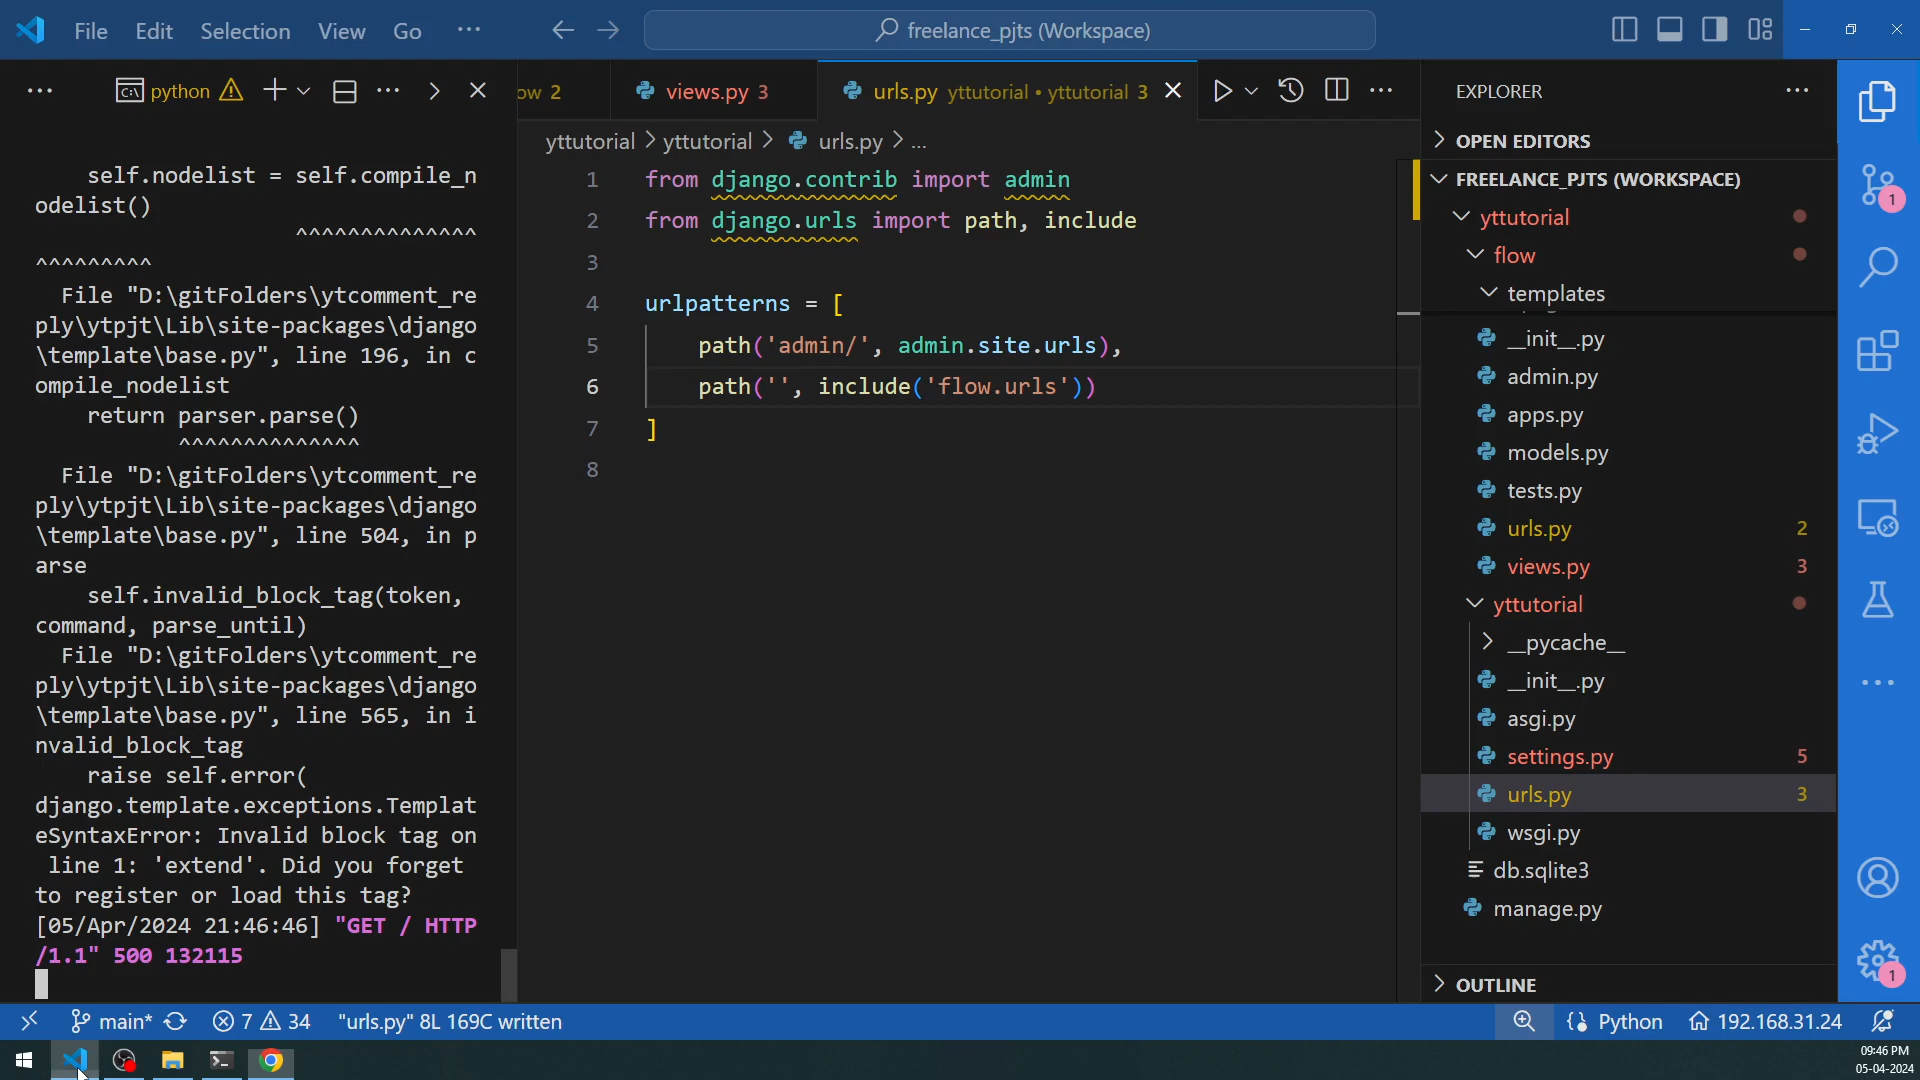 File Edit Selection View Go ··· freelance_pjts (Workspace)
··· python ···
self.nodelist = self.compile_n
odelist()
^^^^^^^^^^^^^^
^^^^^^^^^
File "D:\gitFolders\ytcomment_re
ply\ytpjt\Lib\site-packages\django
\template\base.py", line 196, in c
ompile_nodelist
return parser.parse()
^^^^^^^^^^^^^^
File "D:\gitFolders\ytcomment_re
ply\ytpjt\Lib\site-packages\django
\template\base.py", line 504, in p
arse
self.invalid_block_tag(token,
command, parse_until)
File "D:\gitFolders\ytcomment_re
ply\ytpjt\Lib\site-packages\django
\template\base.py", line 565, in i
nvalid_block_tag
raise self.error(
django.template.exceptions.Templat
eSyntaxError: Invalid block tag on
line 1: 'extend'. Did you forget
to register or load this tag?
[05/Apr/2024 21:46:46] "GET / HTTP
/1.1" 500 132115
ow 2 views.py 3 urls.py yttutorial • yttutorial 3
yttutorial > yttutorial > urls.py > ...
1 from django.contrib import admin
2 from django.urls import path, include
3
4 urlpatterns = [
5 path('admin/', admin.site.urls),
6 path('', include('flow.urls'))
7 ]
8
EXPLORER
OPEN EDITORS
FREELANCE_PJTS (WORKSPACE)
yttutorial
flow
templates
__init__.py
admin.py
apps.py
models.py
tests.py
urls.py 2
views.py 3
yttutorial
__pycache__
__init__.py
asgi.py
settings.py 5
urls.py 3
wsgi.py
db.sqlite3
manage.py
OUTLINE
1
1
main* 7 34 "urls.py" 8L 169C written Python 192.168.31.24
09:46 PM
05-04-2024